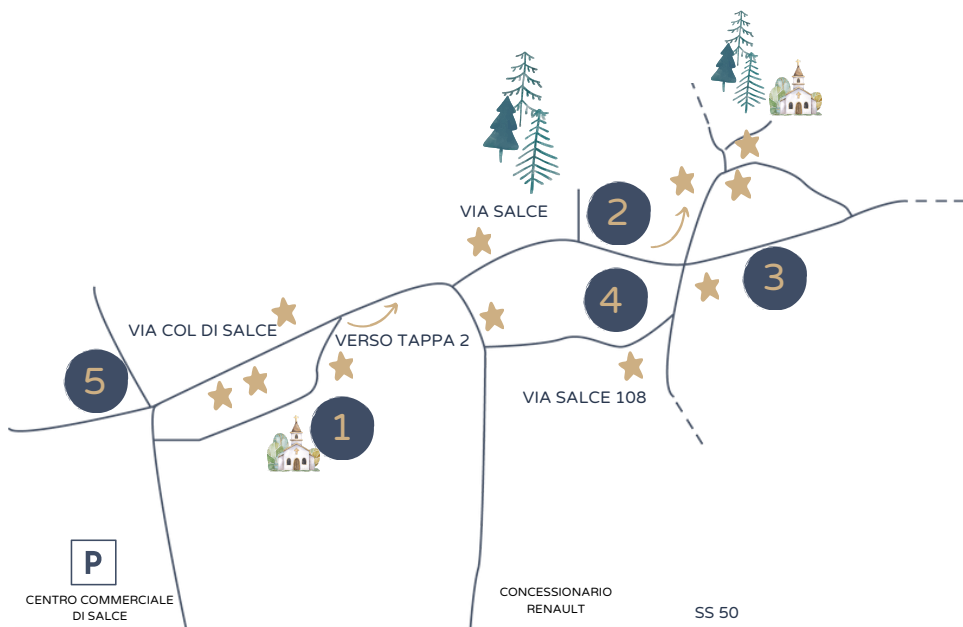 VIA SALCE
2
3
4
VIA COL DI SALCE
VERSO TAPPA 2
5
VIA SALCE 108
1
P
CENTRO COMMERCIALE
DI SALCE
CONCESSIONARIO
RENAULT
SS 50